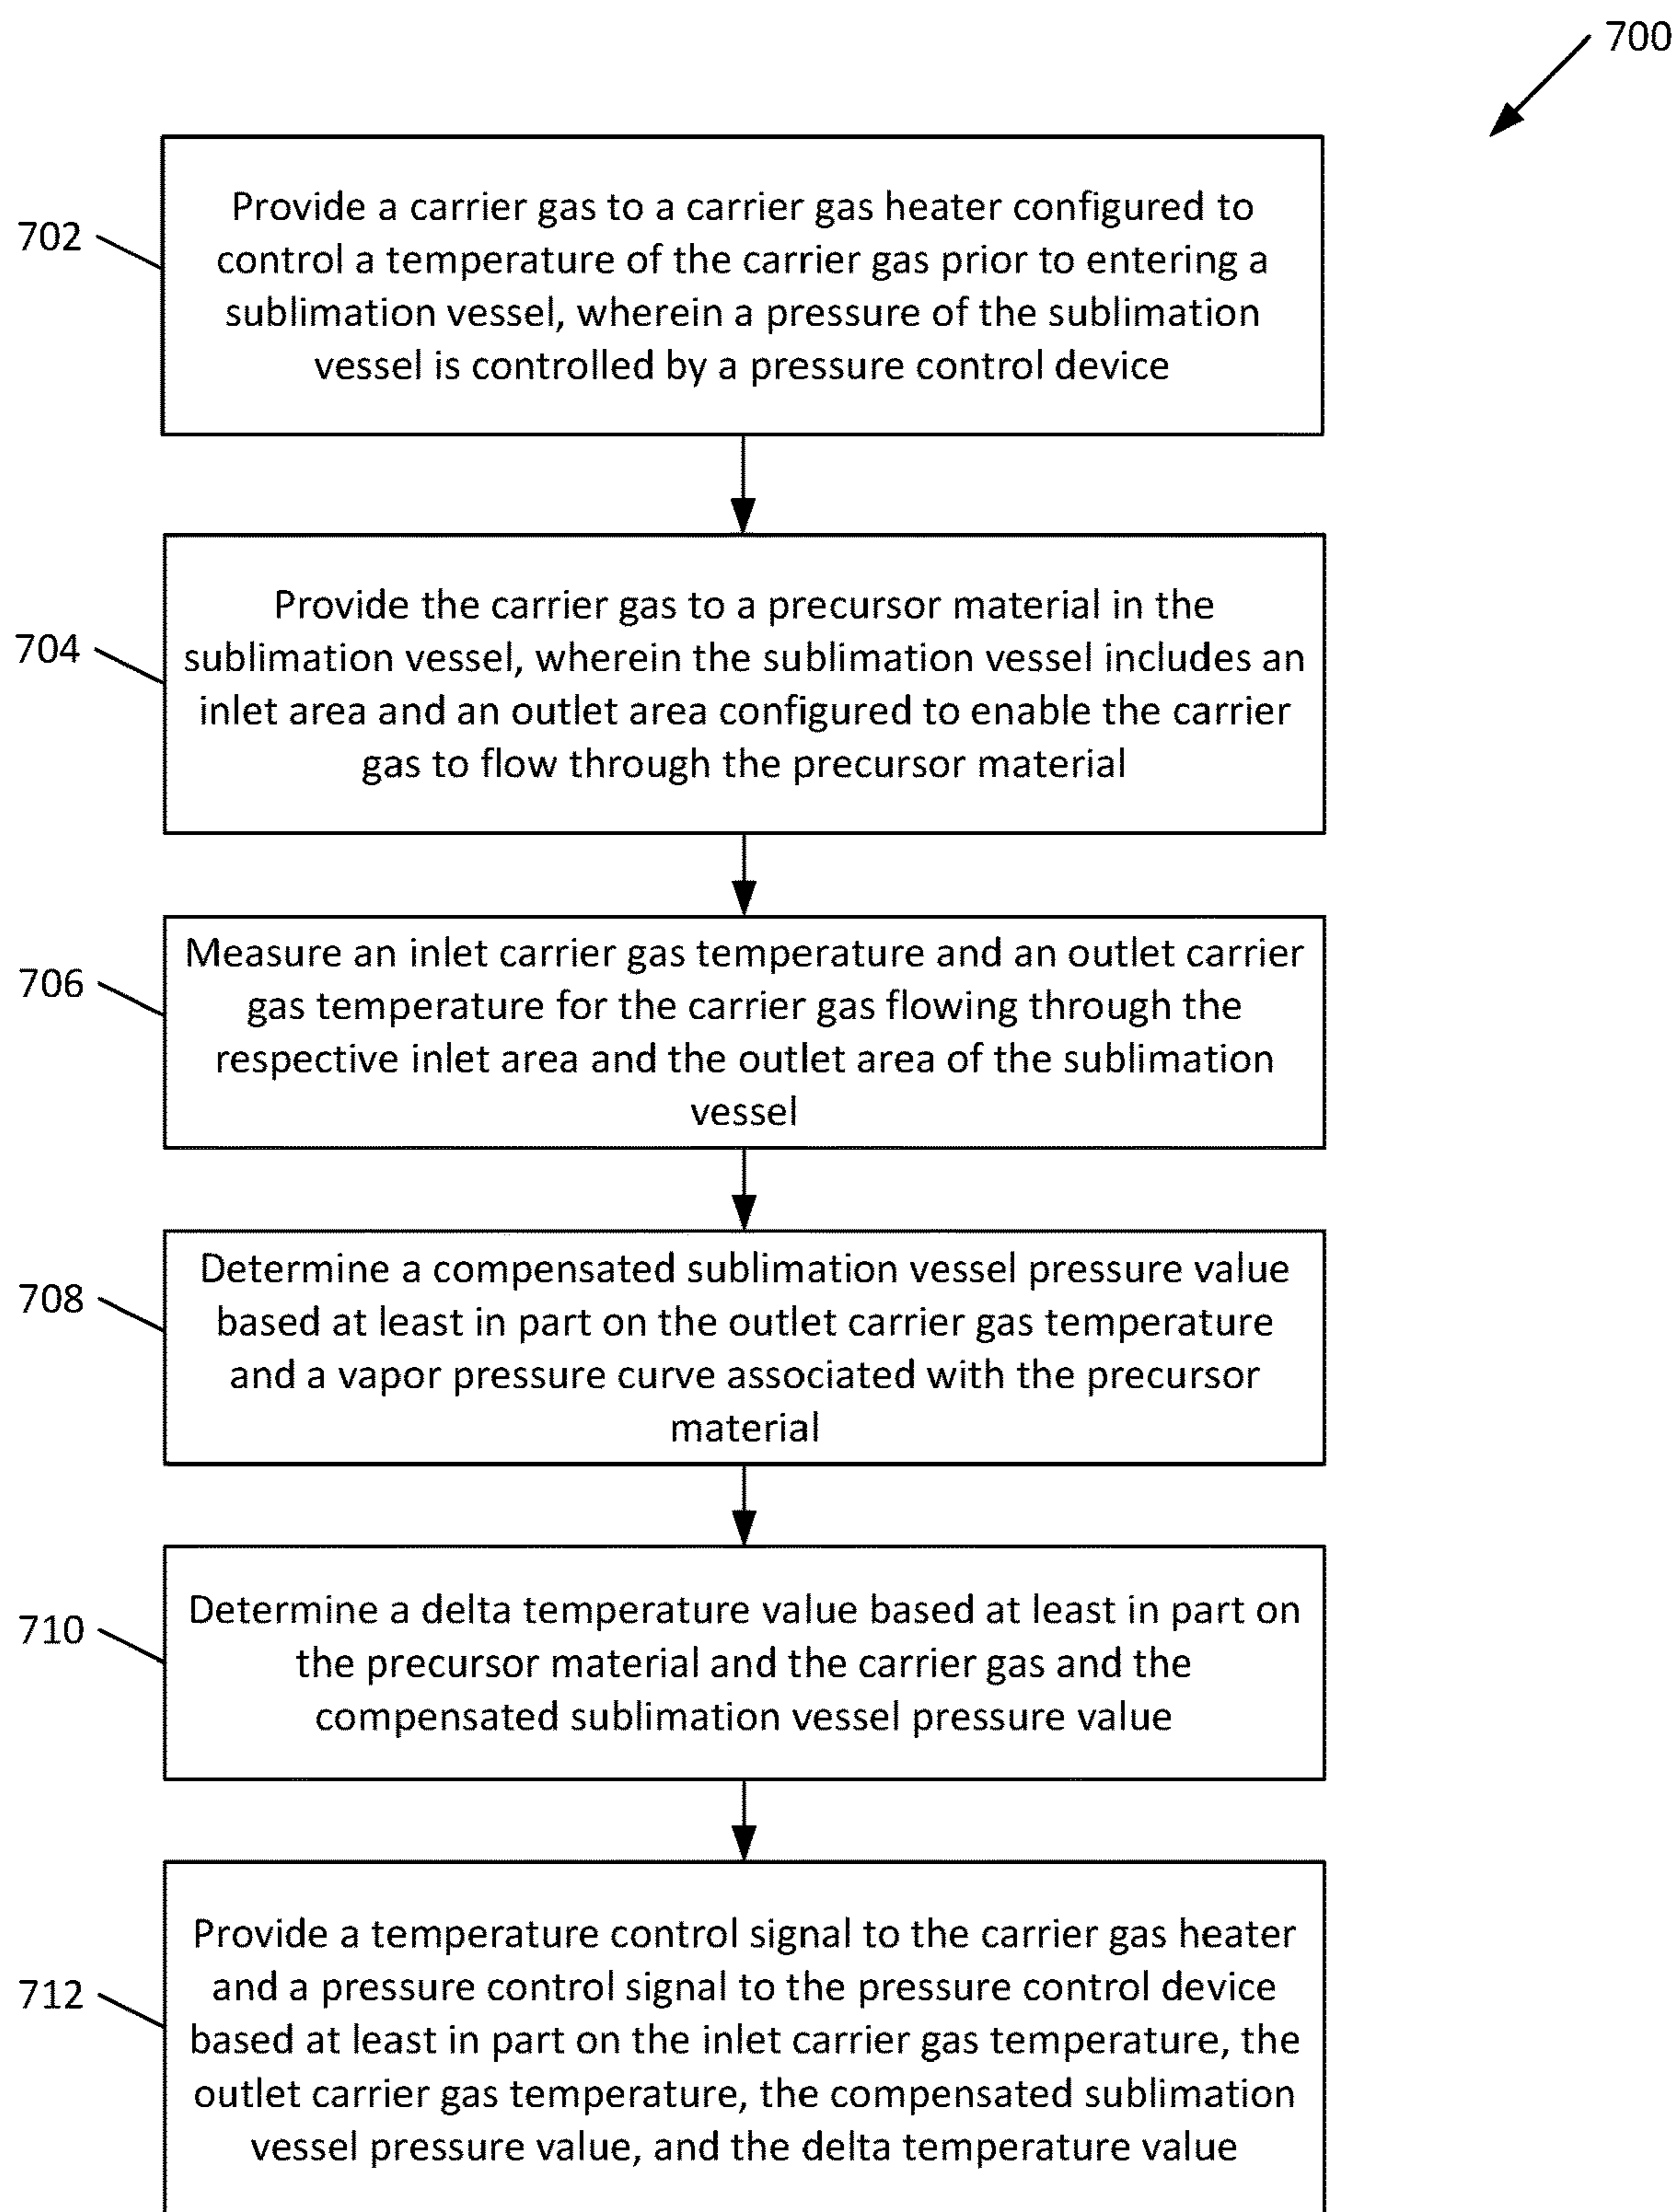 700
702
Provide a carrier gas to a carrier gas heater configured to
control a temperature of the carrier gas prior to entering a
sublimation vessel, wherein a pressure of the sublimation
vessel is controlled by a pressure control device
704
Provide the carrier gas to a precursor material in the
sublimation vessel, wherein the sublimation vessel includes an
inlet area and an outlet area configured to enable the carrier
gas to flow through the precursor material
706
Measure an inlet carrier gas temperature and an outlet carrier
gas temperature for the carrier gas flowing through the
respective inlet area and the outlet area of the sublimation
vessel
708
Determine a compensated sublimation vessel pressure value
based at least in part on the outlet carrier gas temperature
and a vapor pressure curve associated with the precursor
material
710
Determine a delta temperature value based at least in part on
the precursor material and the carrier gas and the
compensated sublimation vessel pressure value
712
Provide a temperature control signal to the carrier gas heater
and a pressure control signal to the pressure control device
based at least in part on the inlet carrier gas temperature, the
outlet carrier gas temperature, the compensated sublimation
vessel pressure value, and the delta temperature value